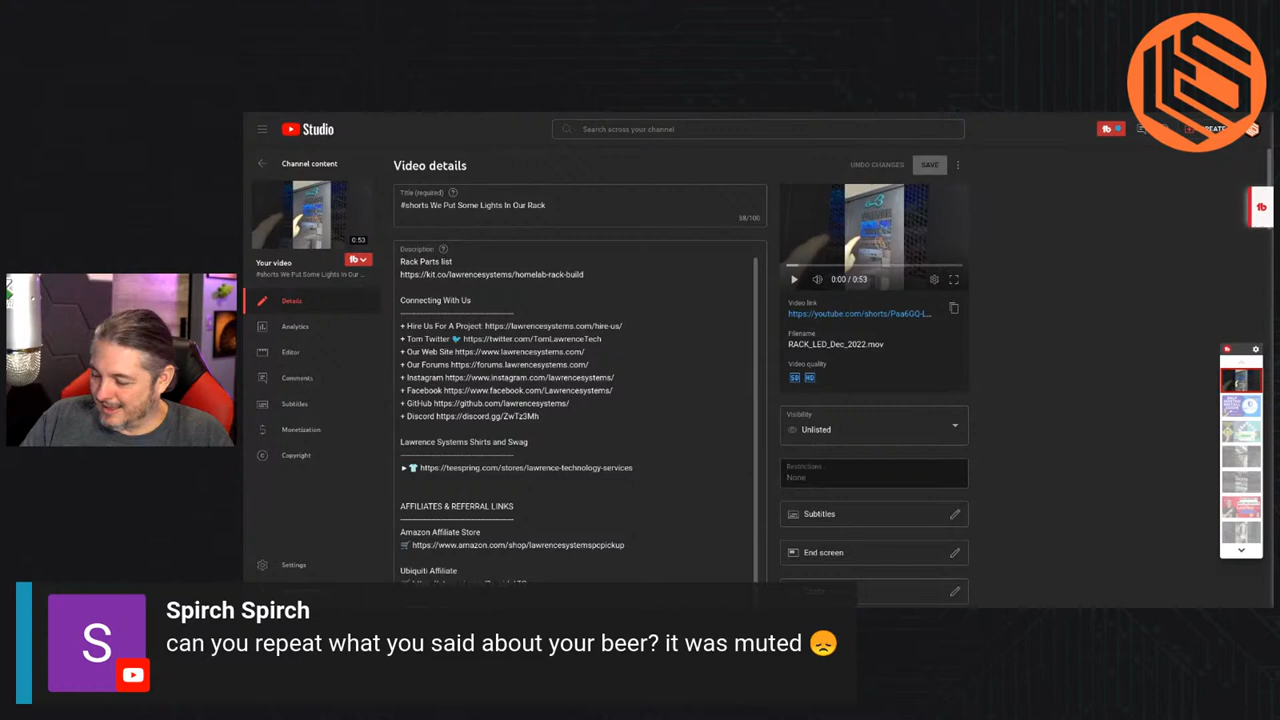 Studio
Search across your channel
Channel content
0:53
Your video
#shorts We Put Some Lights In Our ...
Details
Analytics
Editor
Comments
Subtitles
Monetization
Copyright
Settings
Video details
UNDO CHANGES
SAVE
Title (required)
#shorts We Put Some Lights In Our Rack
38/100
Description
Rack Parts list
https://kit.co/lawrencesystems/homelab-rack-build
Connecting With Us
---------------------------------------------------
+ Hire Us For A Project: https://lawrencesystems.com/hire-us/
+ Tom Twitter 🐦 https://twitter.com/TomLawrenceTech
+ Our Web Site https://www.lawrencesystems.com/
+ Our Forums https://forums.lawrencesystems.com/
+ Instagram https://www.instagram.com/lawrencesystems/
+ Facebook https://www.facebook.com/Lawrencesystems/
+ GitHub https://github.com/lawrencesystems/
+ Discord https://discord.gg/ZwTz3Mh
Lawrence Systems Shirts and Swag
---------------------------------------------------
►👕 https://teespring.com/stores/lawrence-technology-services
AFFILIATES & REFERRAL LINKS
---------------------------------------------------
Amazon Affiliate Store
🛒 https://www.amazon.com/shop/lawrencesystemspcpickup
Ubiquiti Affiliate
0:00 / 0:53
Video link
https://youtube.com/shorts/Paa6GQ-L...
Filename
RACK_LED_Dec_2022.mov
Video quality
SD HD
Visibility
Unlisted
Restrictions
None
Subtitles
End screen
S
Spirch Spirch
can you repeat what you said about your beer? it was muted 😞